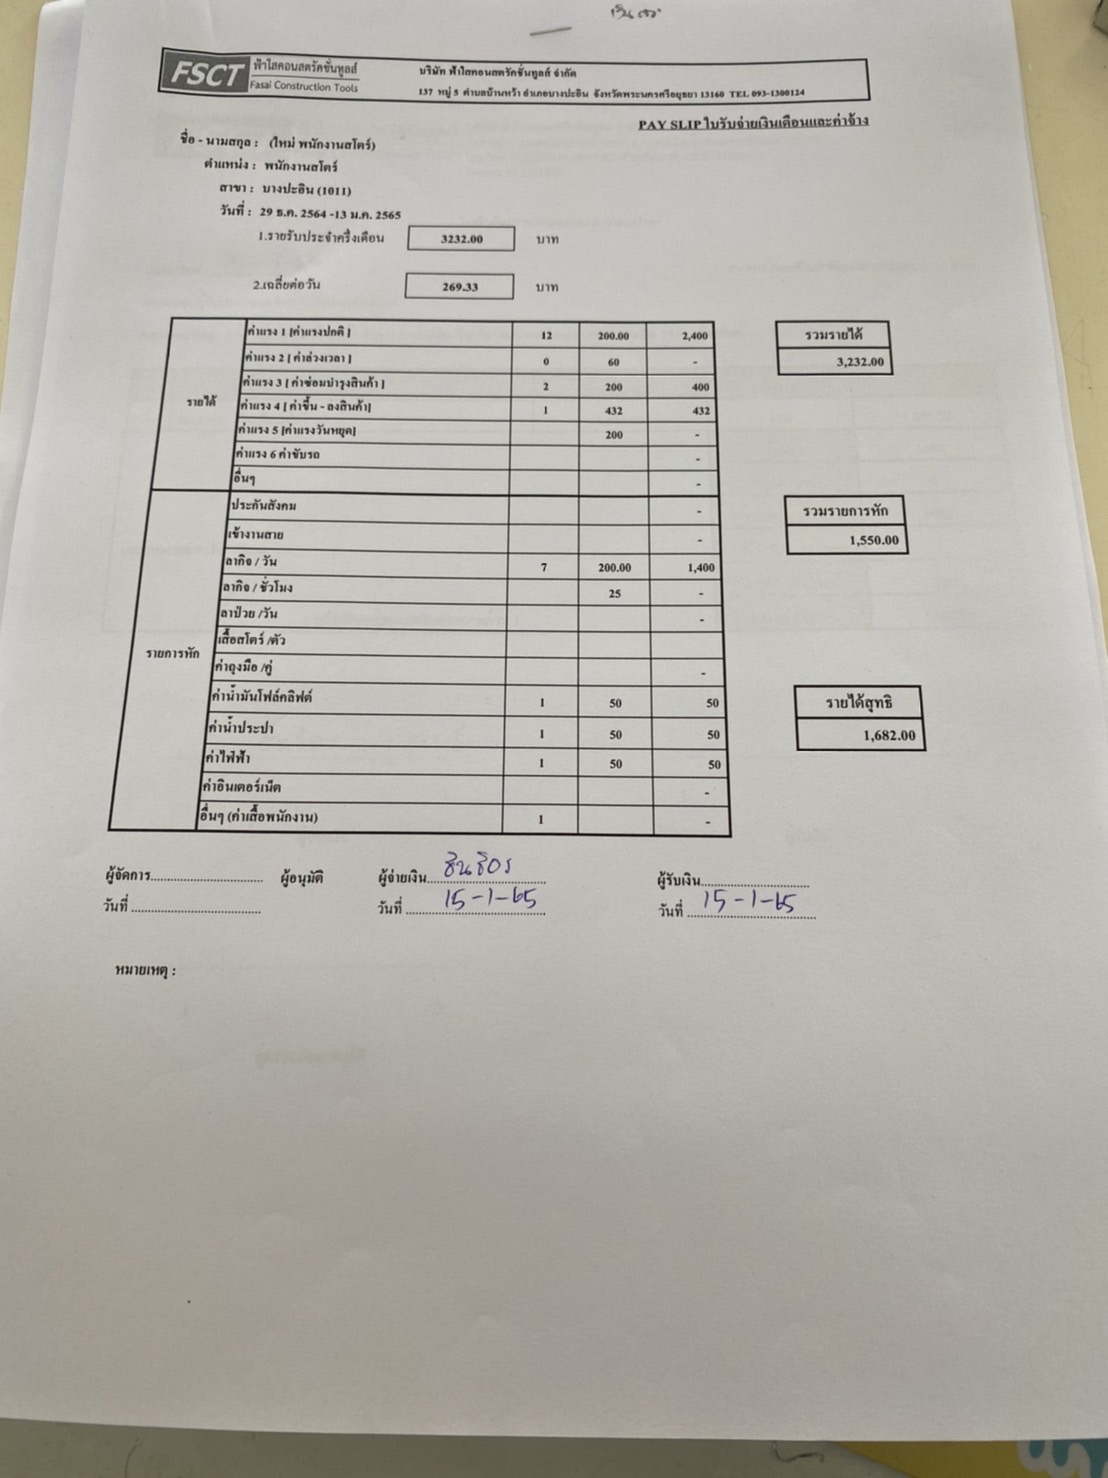 FSCT ฟ้าใสคอนสตรัคชั่นทูลส์
Fasai Construction Tools
บริษัท ฟ้าใสคอนสตรัคชั่นทูลส์ จำกัด
137 หมู่ 5 ตำบลบ้านหว้า อำเภอบางปะอิน จังหวัดพระนครศรีอยุธยา 13160 TEL 093-1300124
PAY SLIP ใบรับจ่ายเงินเดือนและค่าจ้าง
ชื่อ - นามสกุล : (ใหม่ พนักงานสโตร์)
ตำแหน่ง : พนักงานสโตร์
สาขา : บางปะอิน (1011)
วันที่ : 29 ธ.ค. 2564 -13 ม.ค. 2565
1.รายรับประจำครึ่งเดือน 3232.00 บาท
2.เฉลี่ยต่อวัน 269.33 บาท
รายได้
ค่าแรง 1 [ค่าแรงปกติ ] 12 200.00 2,400
ค่าแรง 2 [ ค่าล่วงเวลา ] 0 60 -
ค่าแรง 3 [ ค่าซ่อมบำรุงสินค้า ] 2 200 400
ค่าแรง 4 [ ค่าขึ้น - ลงสินค้า] 1 432 432
ค่าแรง 5 [ค่าแรงวันหยุด] 200 -
ค่าแรง 6 ค่าขับรถ -
อื่นๆ -
รวมรายได้
3,232.00
รายการหัก
ประกันสังคม -
เข้างานสาย -
ลากิจ / วัน 7 200.00 1,400
ลากิจ / ชั่วโมง 25 -
ลาป่วย /วัน -
เสื้อสโตร์ /ตัว
ค่าถุงมือ /คู่ -
ค่าน้ำมันโฟล์คลิฟต์ 1 50 50
ค่าน้ำประปา 1 50 50
ค่าไฟฟ้า 1 50 50
ค่าอินเตอร์เน็ต -
อื่นๆ (ค่าเสื้อพนักงาน) 1 -
รวมรายการหัก
1,550.00
รายได้สุทธิ
1,682.00
ผู้จัดการ............................ ผู้อนุมัติ ผู้จ่ายเงิน............................ ผู้รับเงิน............................
วันที่ ............................ วันที่ 15-1-65 วันที่ 15-1-65
หมายเหตุ :